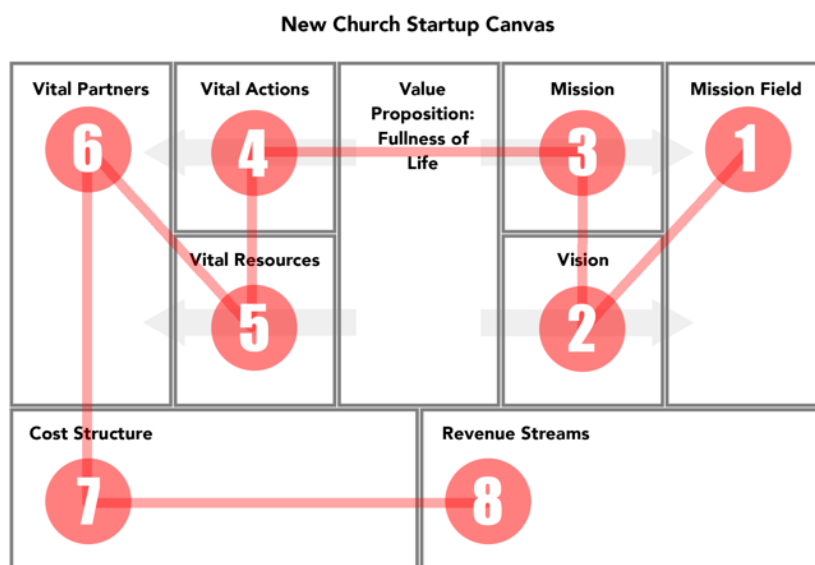 New Church Startup Canvas
Vital Partners
6
Vital Actions
4
Value
Proposition:
Fullness of
Life
Mission
3
Mission Field
1
Vital Resources
5
Vision
2
Cost Structure
7
Revenue Streams
8